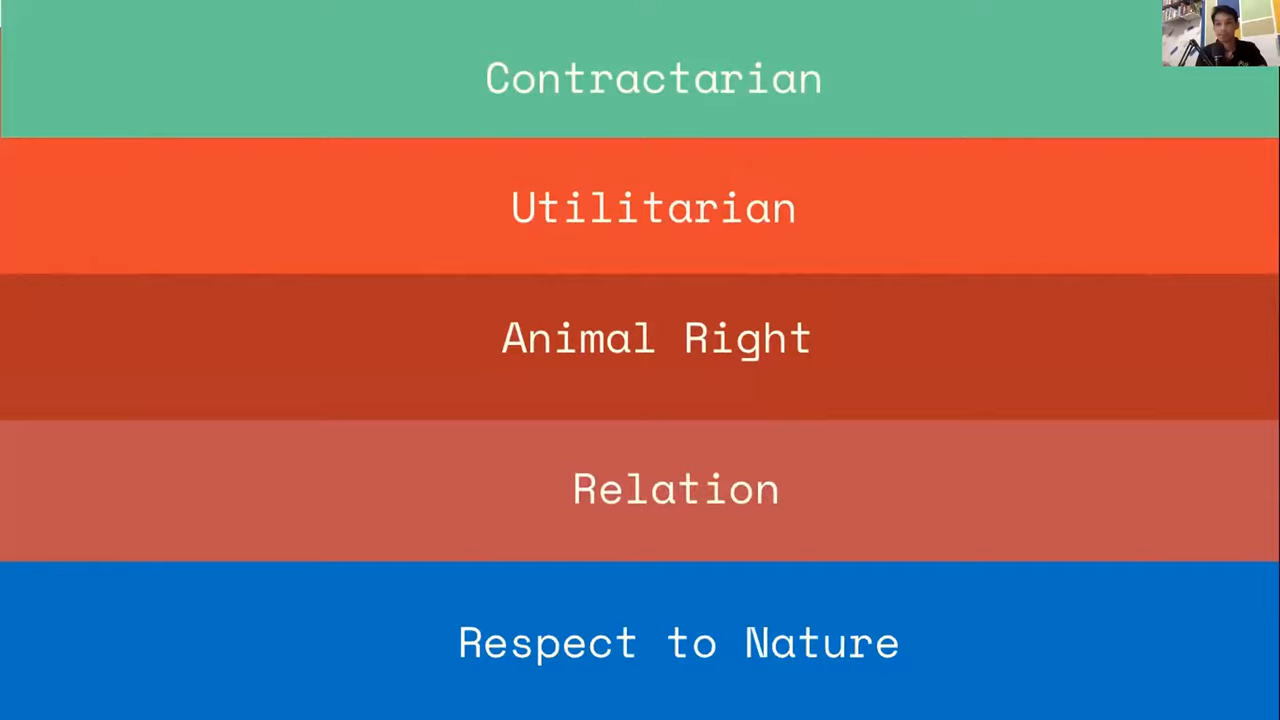 Contractarian
Utilitarian
Animal Right
Relation
Respect to Nature